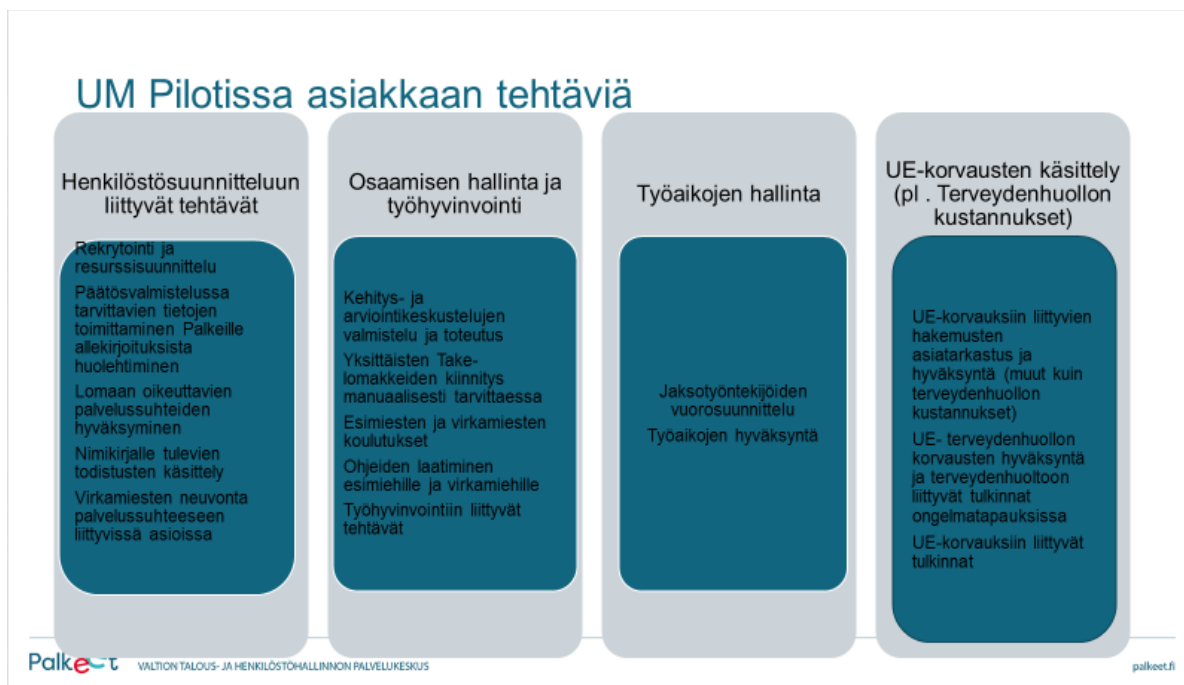 UM Pilotissa asiakkaan tehtäviä
Henkilöstösuunnitteluun
liittyvät tehtävät
Rekrytointi ja
resurssisuunnittelu
Päätösvalmistelussa
tarvittavien tietojen
toimittaminen Palkeille
allekirjoituksista
huolehtiminen
Lomaan oikeuttavien
palvelussuhteiden
hyväksyminen
Nimikirjalle tulevien
todistusten käsittely
Virkamiesten neuvonta
palvelussuhteeseen
liittyvissä asioissa
Osaamisen hallinta ja
työhyvinvointi
Kehitys- ja
arviointikeskustelujen
valmistelu ja toteutus
Yksittäisten Take-
lomakkeiden kiinnitys
manuaalisesti tarvittaessa
Esimiesten ja virkamiesten
koulutukset
Ohjeiden laatiminen
esimiehille ja virkamiehille
Työhyvinvointiin liittyvät
tehtävät
Työaikojen hallinta
Jaksotyöntekijöiden
vuorosuunnittelu
Työaikojen hyväksyntä
UE-korvausten käsittely
(pl . Terveydenhuollon
kustannukset)
UE-korvauksiin liittyvien
hakemusten
asiatarkastus ja
hyväksyntä (muut kuin
terveydenhuollon
kustannukset)
UE- terveydenhuollon
korvausten hyväksyntä
ja terveydenhuoltoon
liittyvät tulkinnat
ongelmatapauksissa
UE-korvauksiin liittyvät
tulkinnat
Palkeet
VALTION TALOUS- JA HENKILÖSTÖHALLINNON PALVELUKESKUS
palkeet.fi